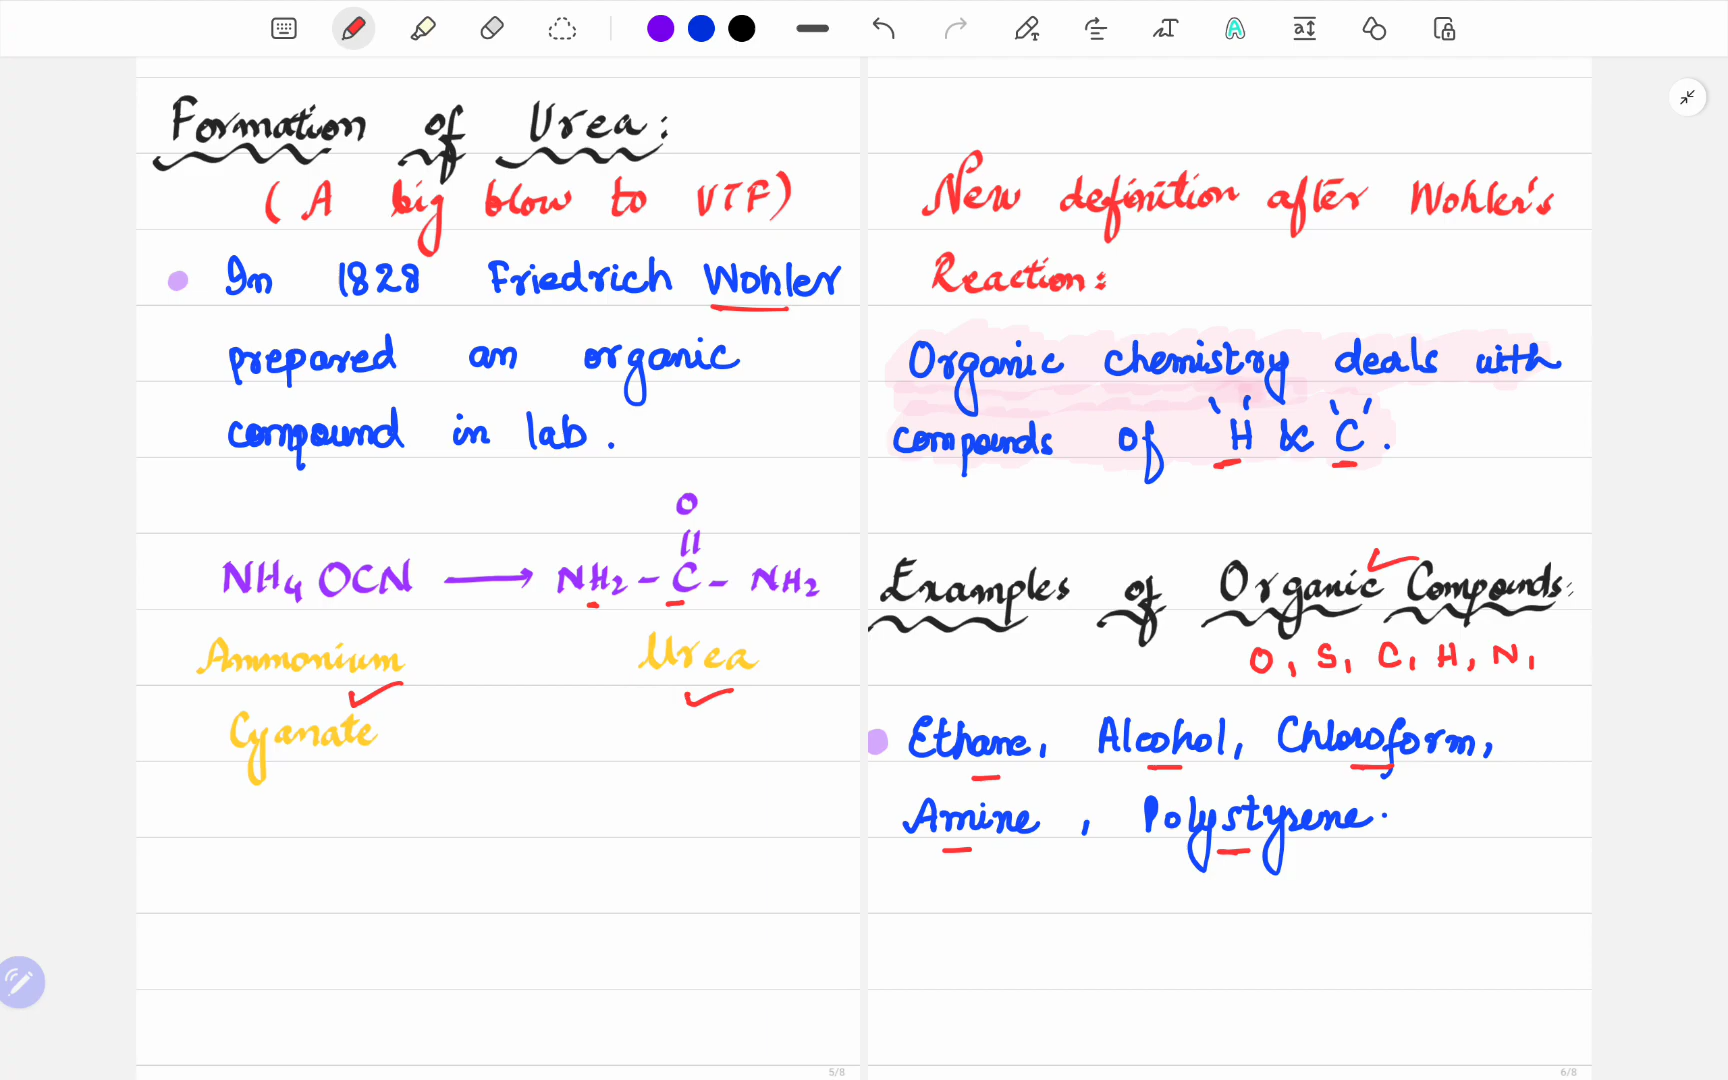 Formation of Urea:
( A big blow to VTF)
In 1828 Friedrich Wohler
prepared an organic
compound in lab.
O
||
NH4 OCN → NH2 - C - NH2
Ammonium Urea
Cyanate
5/8
New definition after Wohler's
Reaction:
Organic chemistry deals with
compounds of 'H' & 'C'.
Examples of Organic Compounds:
O, S, C, H, N,
Ethane, Alcohol, Chloroform,
Amine, Polystyrene.
6/8